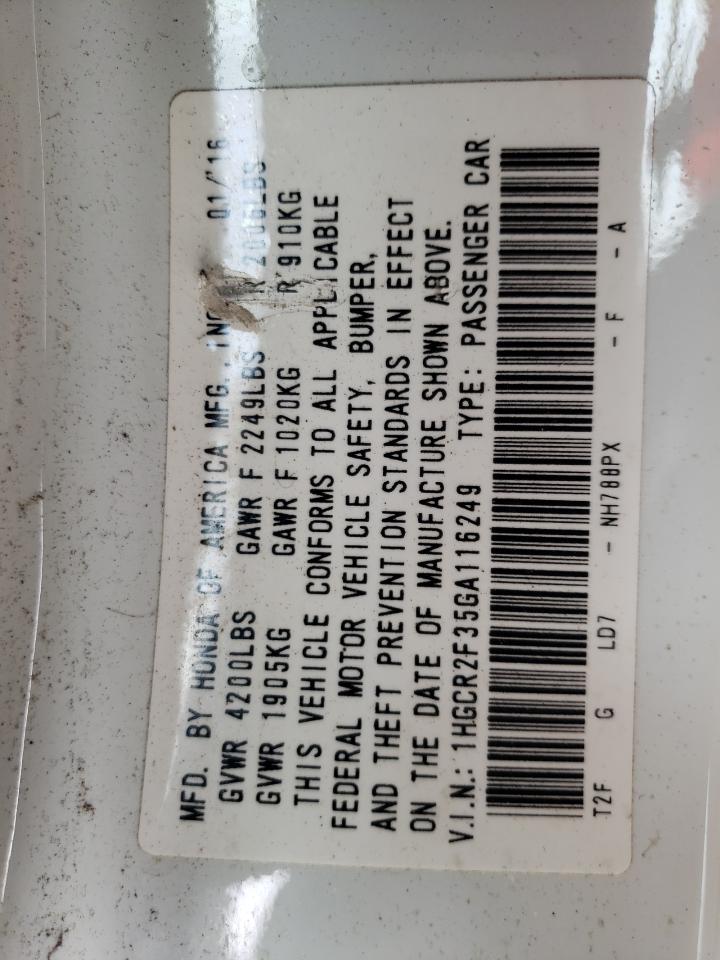 MFD. BY HONDA OF AMERICA MFG., INC 01/'16
GVWR 4200LBS GAWR F 2249LBS R 2006LBS
GVWR 1905KG GAWR F 1020KG R 910KG
THIS VEHICLE CONFORMS TO ALL APPLICABLE
FEDERAL MOTOR VEHICLE SAFETY, BUMPER,
AND THEFT PREVENTION STANDARDS IN EFFECT
ON THE DATE OF MANUFACTURE SHOWN ABOVE.
V.I.N.: 1HGCR2F35GA116249 TYPE: PASSENGER CAR
T2F G LD7 - NH788PX - F - A